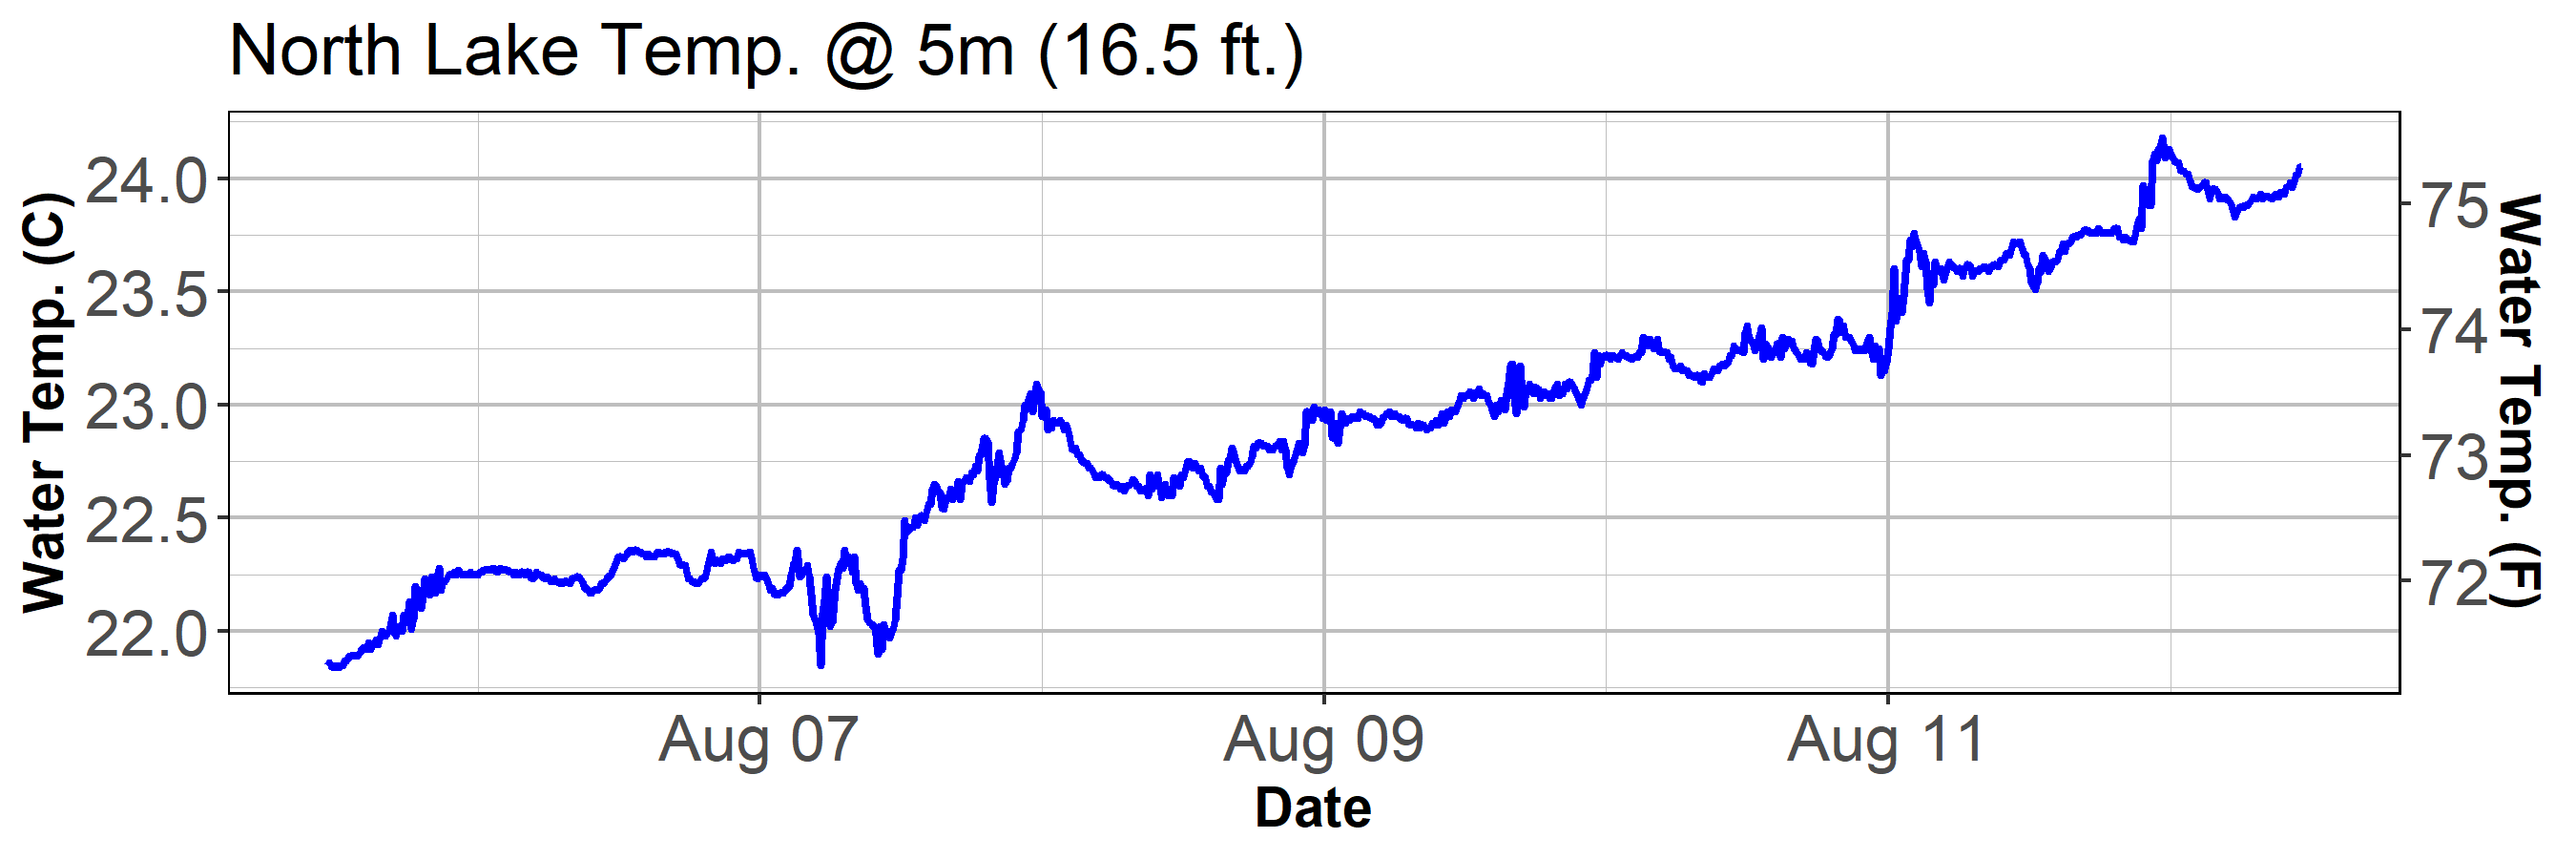 North Lake Temp. @ 5m (16.5 ft.)
Water Temp. (C)
24.0
23.5
23.0
22.5
22.0
75
74
73
72
Water Temp. (F)
Aug 07
Aug 09
Aug 11
Date